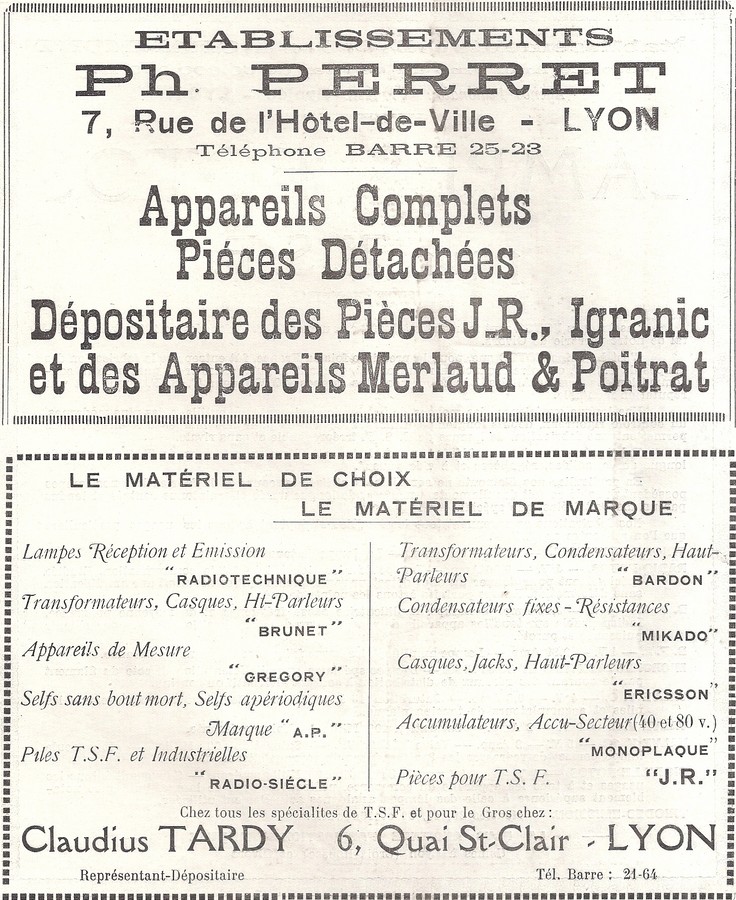 ETABLISSEMENTS
Ph. PERRET
7, Rue de l'Hôtel-de-Ville - LYON
Téléphone BARRE 25-23
Appareils Complets
Piéces Détachées
Dépositaire des Pièces J.R., Igranic
et des Appareils Merlaud & Poitrat
LE MATÉRIEL DE CHOIX
LE MATÉRIEL DE MARQUE
Lampes Réception et Emission
"RADIOTECHNIQUE"
Transformateurs, Casques, Ht-Parleurs
"BRUNET"
Appareils de Mesure
"GREGORY"
Selfs sans bout mort, Selfs apériodiques
Marque "A.P."
Piles T.S.F. et Industrielles
"RADIO-SIÉCLE"
Transformateurs, Condensateurs, Haut-
Parleurs "BARDON"
Condensateurs fixes - Résistances
"MIKADO"
Casques, Jacks, Haut-Parleurs
"ERICSSON"
Accumulateurs, Accu-Secteur (40 et 80 v.)
"MONOPLAQUE"
Pièces pour T. S. F. "J.R."
Chez tous les spécialites de T.S.F. et pour le Gros chez :
Claudius TARDY 6, Quai St-Clair - LYON
Représentant-Dépositaire Tél. Barre : 21-64